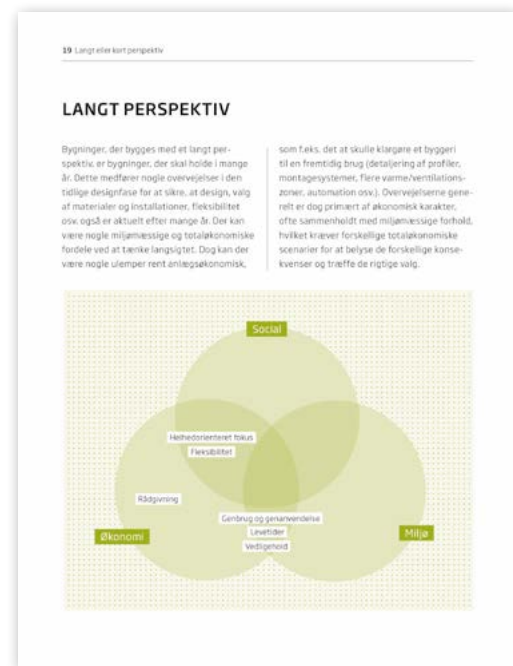 19 Langt eller kort perspektiv
LANGT PERSPEKTIV
Bygninger, der bygges med et langt per-
spektiv, er bygninger, der skal holde i mange
år. Dette medfører nogle overvejelser i den
tidlige designfase for at sikre, at design, valg
af materialer og installationer, fleksibilitet
osv. også er aktuelt efter mange år. Der kan
være nogle miljømæssige og totaløkonomiske
fordele ved at tænke langsigtet. Dog kan der
være nogle ulemper rent anlægsøkonomisk,
som f.eks. det at skulle klargøre et byggeri
til en fremtidig brug (detaljering af profiler,
montagesystemer, flere varme/ventilations-
zoner, automation osv.). Overvejelserne gene-
relt er dog primært af økonomisk karakter,
ofte sammenholdt med miljømæssige forhold,
hvilket kræver forskellige totaløkonomiske
scenarier for at belyse de forskellige konse-
kvenser og træffe de rigtige valg.
Social
Helhedorienteret fokus
Fleksibilitet
Rådgivning
Genbrug og genanvendelse
Levetider
Vedligehold
Økonomi
Miljø